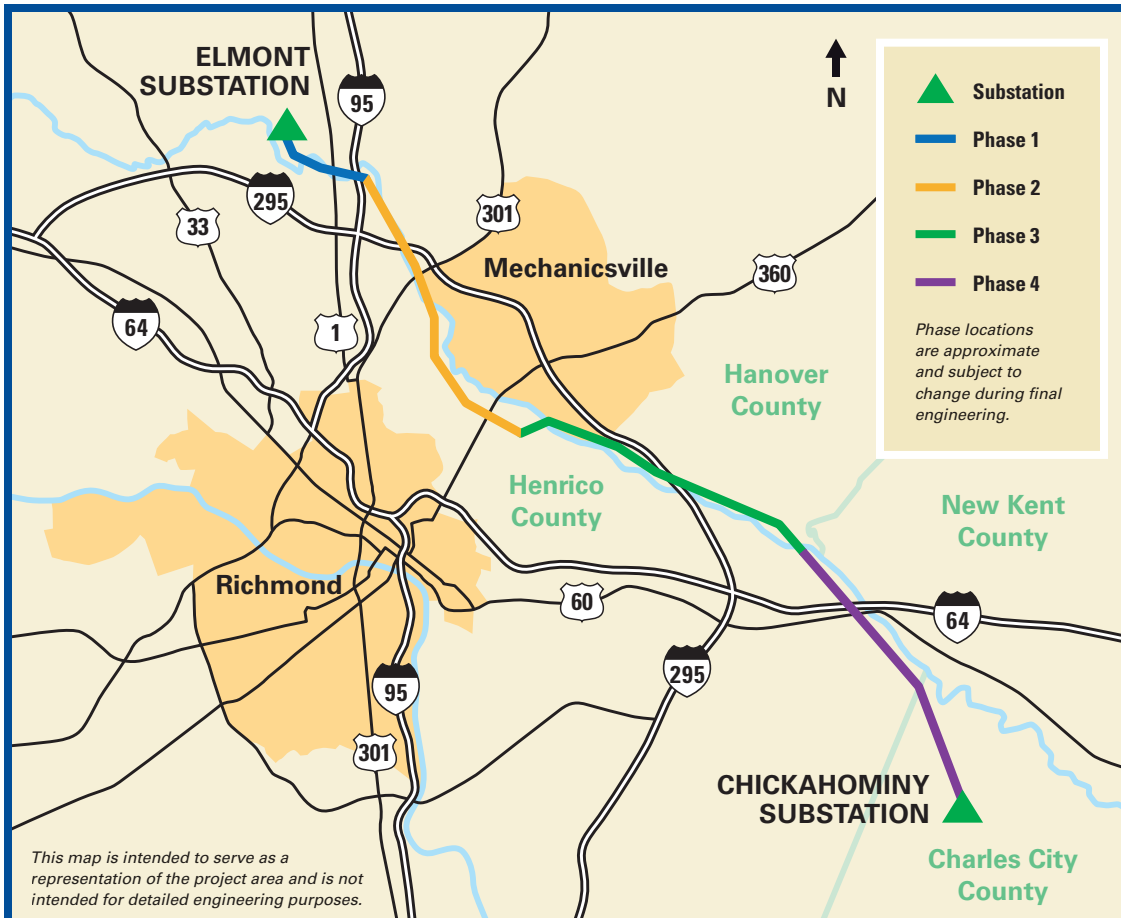 ELMONT
SUBSTATION
95
N
Substation
Phase 1
Phase 2
Phase 3
Phase 4
Phase locations
are approximate
and subject to
change during final
engineering.
295
33
301
Mechanicsville
360
64
1
Hanover
County
Henrico
County
New Kent
County
Richmond
60
64
295
95
301
CHICKAHOMINY
SUBSTATION
Charles City
County
This map is intended to serve as a
representation of the project area and is not
intended for detailed engineering purposes.